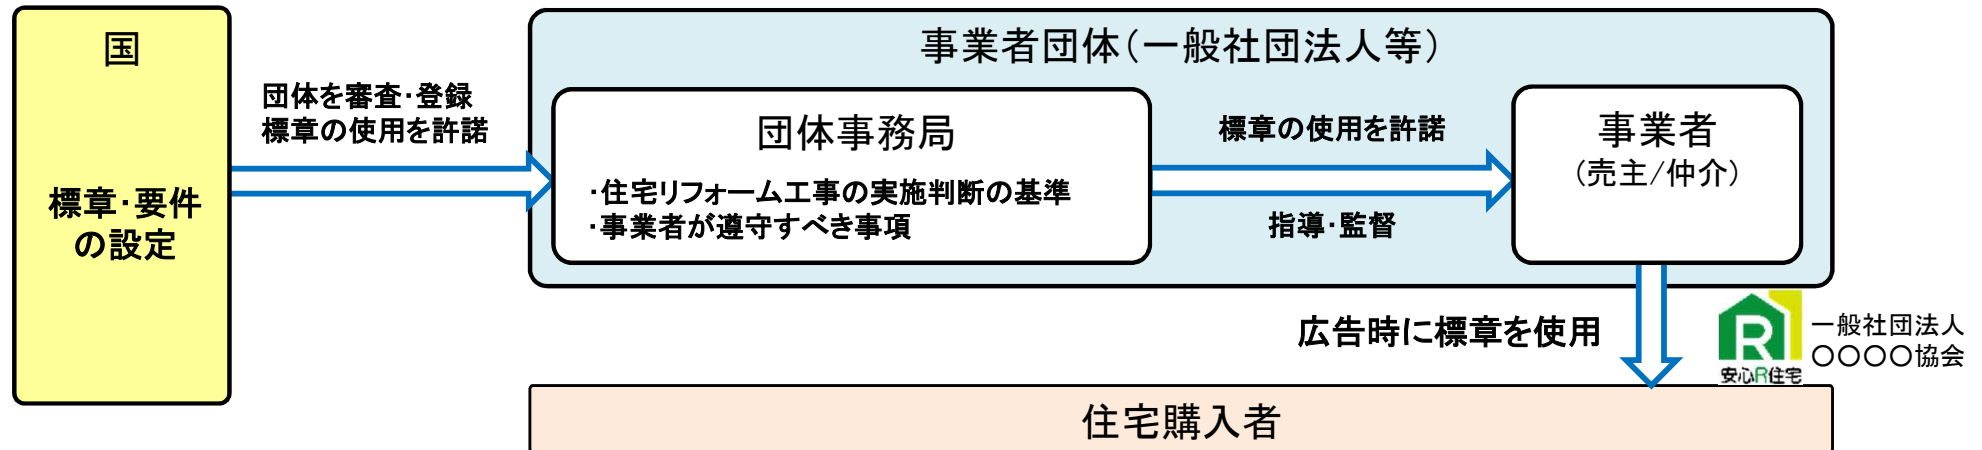 国
標章・要件
の設定
団体を審査・登録
標章の使用を許諾
事業者団体(一般社団法人等)
団体事務局
・住宅リフォーム工事の実施判断の基準
・事業者が遵守すべき事項
標章の使用を許諾
指導・監督
事業者
(売主/仲介)
広告時に標章を使用
R
安心R住宅
一般社団法人
〇〇〇〇協会
住宅購入者